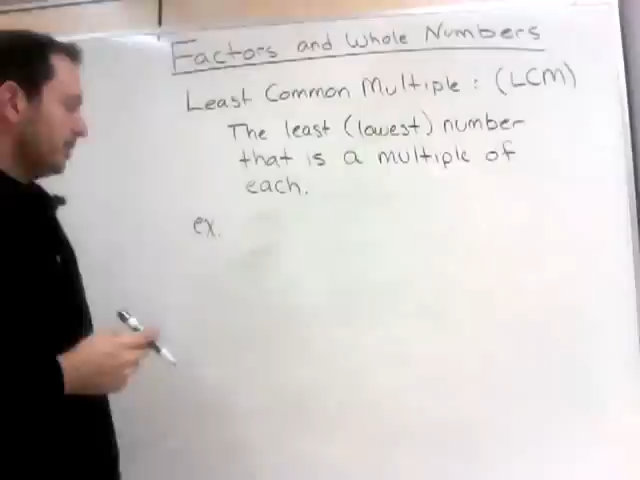 Factors and Whole Numbers
Least Common Multiple : (LCM)
The least (lowest) number
that is a multiple of
each.
ex.